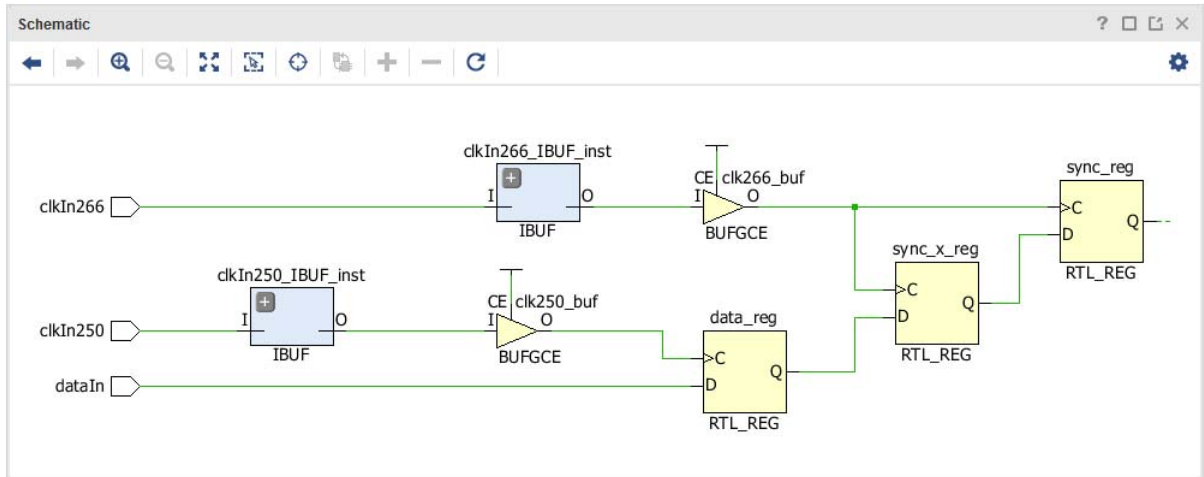 Schematic
?
clkIn266_IBUF_inst
I
O
IBUF
clkIn266
CE clk266_buf
I
O
BUFGCE
sync_reg
C
D
Q
RTL_REG
clkIn250_IBUF_inst
I
O
IBUF
clkIn250
CE clk250_buf
I
O
BUFGCE
sync_x_reg
C
D
Q
RTL_REG
data_reg
C
D
Q
RTL_REG
dataIn